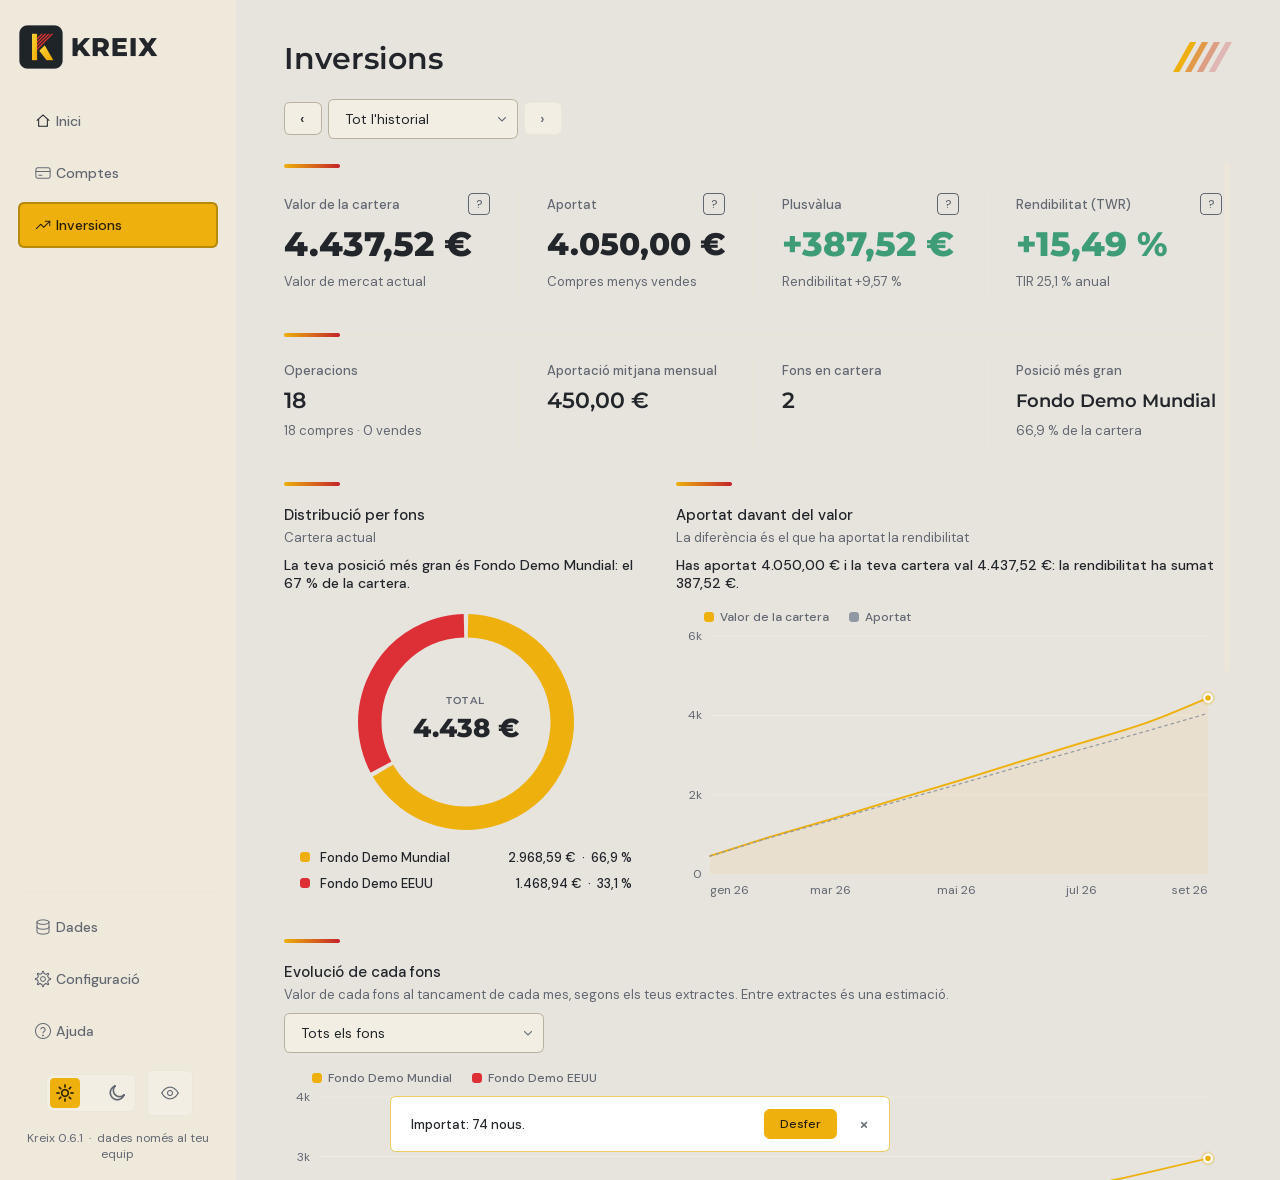 KREIX
Inici
Comptes
Inversions
Dades
Configuració
Ajuda
Kreix 0.6.1 · dades només al teu
equip
Inversions
‹ Tot l'historial ›
Valor de la cartera ?
4.437,52 €
Valor de mercat actual
Aportat ?
4.050,00 €
Compres menys vendes
Plusvàlua ?
+387,52 €
Rendibilitat +9,57 %
Rendibilitat (TWR) ?
+15,49 %
TIR 25,1 % anual
Operacions
18
18 compres · 0 vendes
Aportació mitjana mensual
450,00 €
Fons en cartera
2
Posició més gran
Fondo Demo Mundial
66,9 % de la cartera
Distribució per fons
Cartera actual
La teva posició més gran és Fondo Demo Mundial: el
67 % de la cartera.
TOTAL
4.438 €
Fondo Demo Mundial 2.968,59 € · 66,9 %
Fondo Demo EEUU 1.468,94 € · 33,1 %
Aportat davant del valor
La diferència és el que ha aportat la rendibilitat
Has aportat 4.050,00 € i la teva cartera val 4.437,52 €: la rendibilitat ha sumat
387,52 €.
Valor de la cartera Aportat
6k
4k
2k
0
gen 26 mar 26 mai 26 jul 26 set 26
Evolució de cada fons
Valor de cada fons al tancament de cada mes, segons els teus extractes. Entre extractes és una estimació.
Tots els fons
Fondo Demo Mundial Fondo Demo EEUU
4k
3k
Importat: 74 nous. Desfer ×